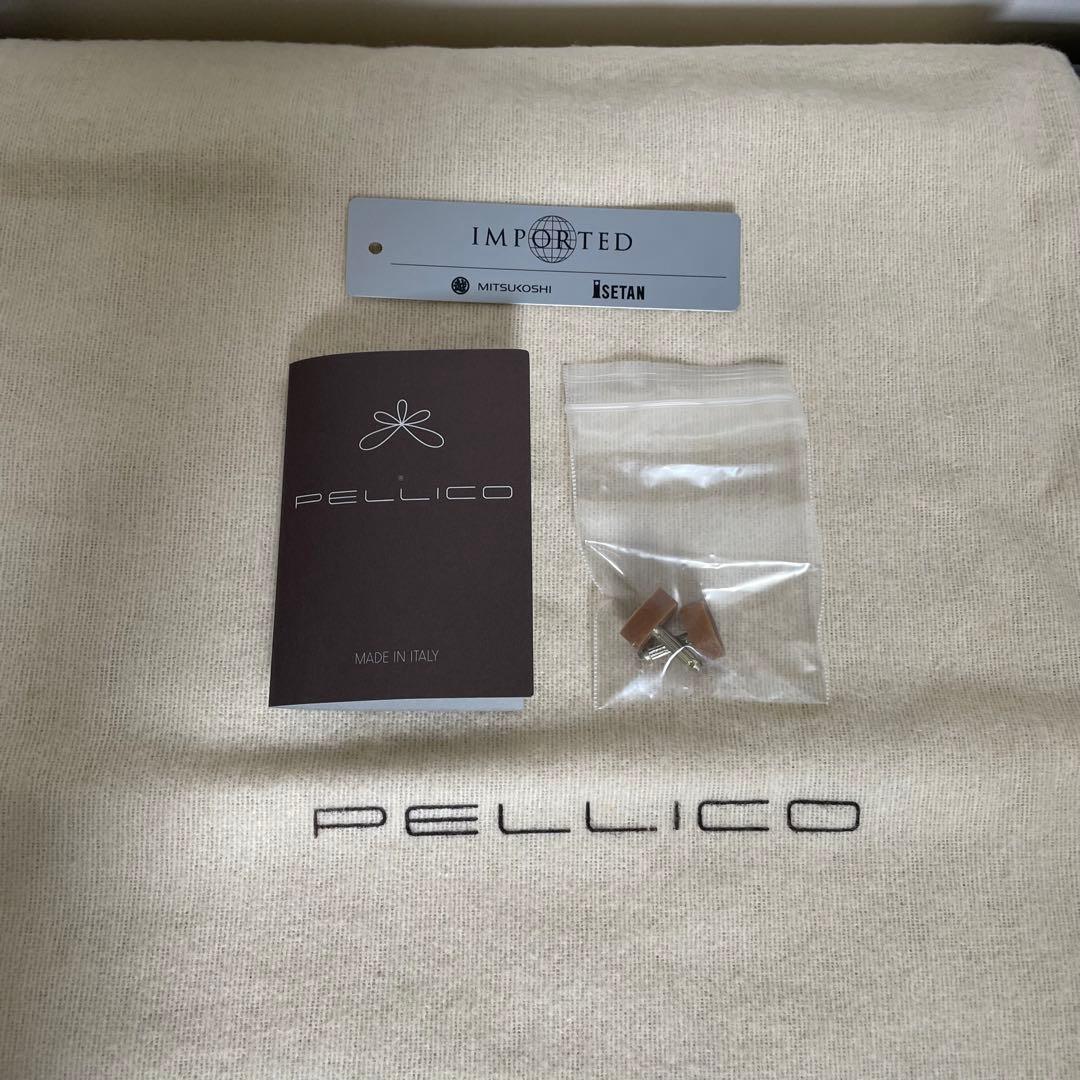 IMPORTED
MITSUKOSHI ISETAN
®
PELLICO
MADE IN ITALY
PELLICO